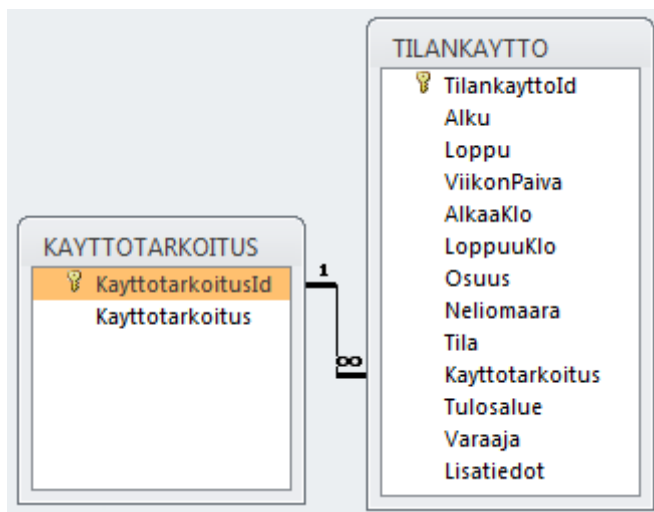 KAYTTOTARKOITUS
KayttotarkoitusId
Kayttotarkoitus
1
∞
TILANKAYTTO
TilankayttoId
Alku
Loppu
ViikonPaiva
AlkaaKlo
LoppuuKlo
Osuus
Neliomaara
Tila
Kayttotarkoitus
Tulosalue
Varaaja
Lisatiedot